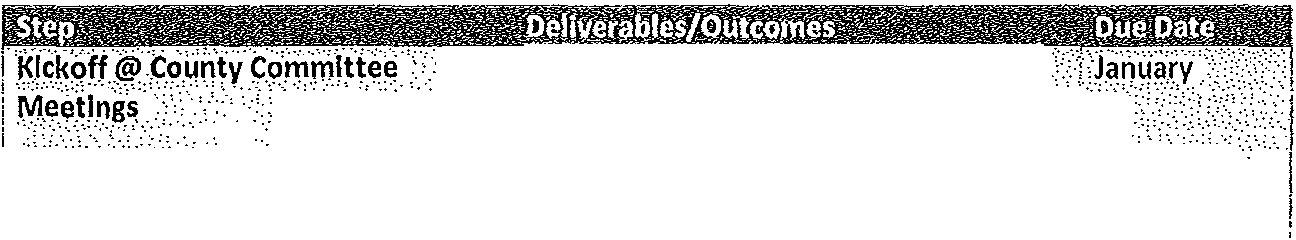 Step Deliverables/Outcomes Due Date
Kickoff @ County Committee January
Meetings